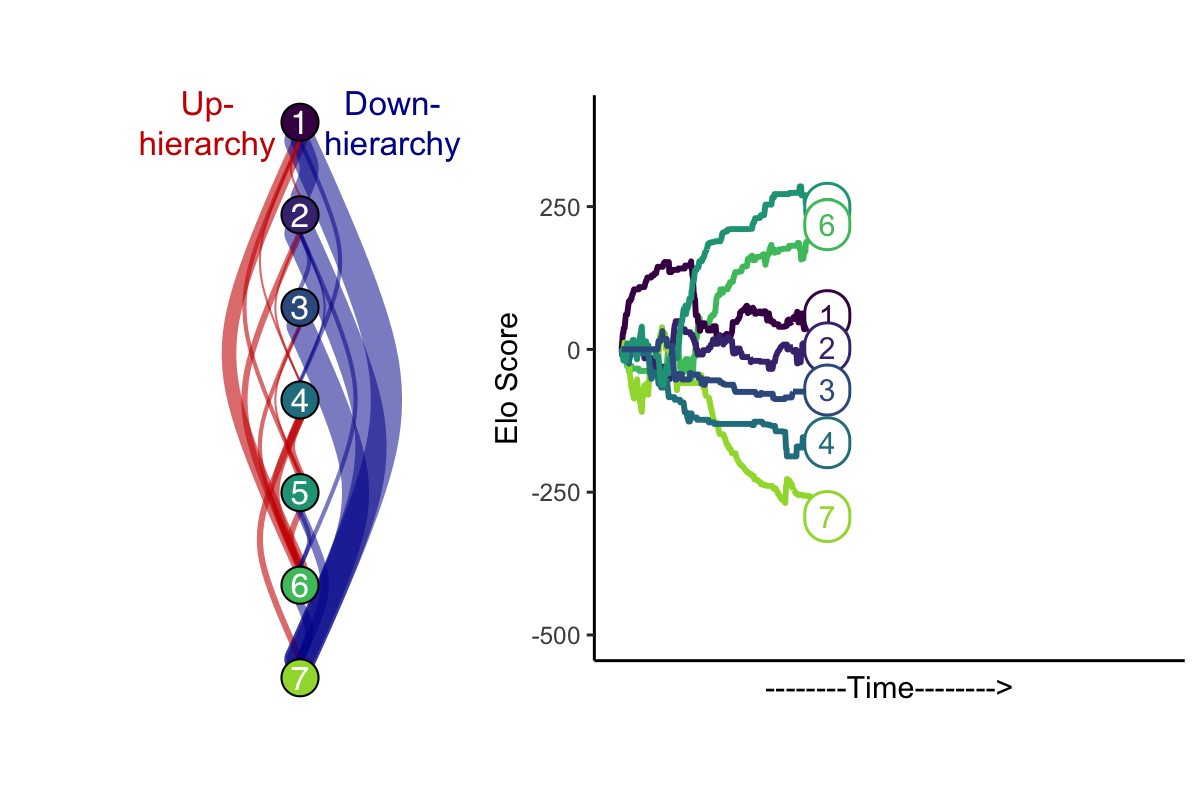 Up-
hierarchy
Down-
hierarchy
1
2
3
4
5
6
7
Elo Score
250
0
-250
-500
6
1
2
3
4
7
--------Time-------->